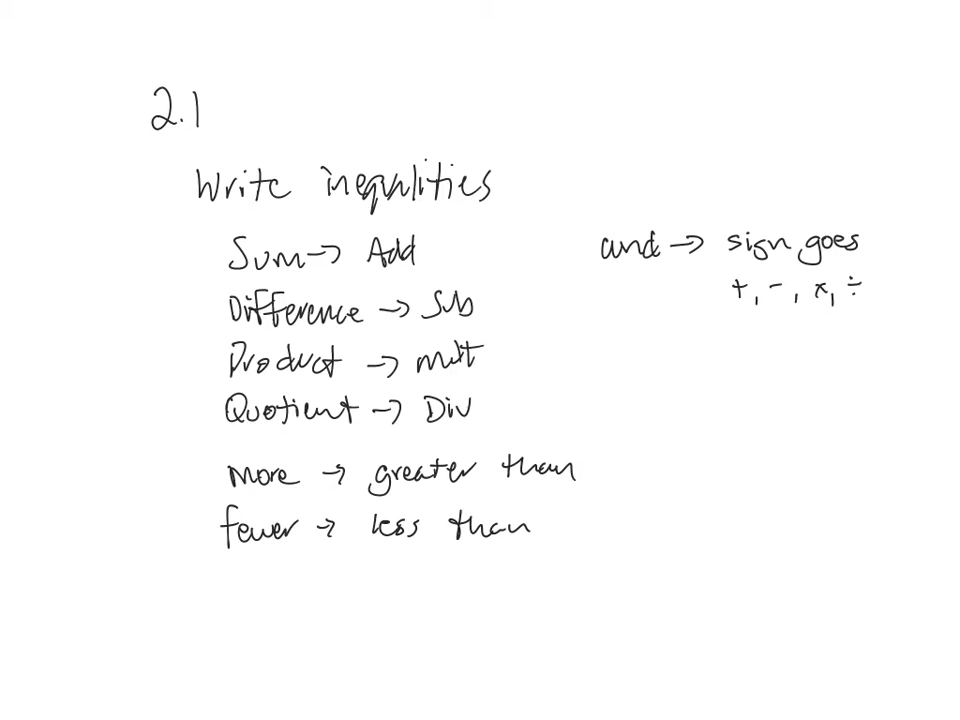 2.1
Write inequalities
Sum → Add
Difference → Sub
Product → mult
Quotient → Div
More → greater than
fewer → less than
and → sign goes
+, -, x, ÷